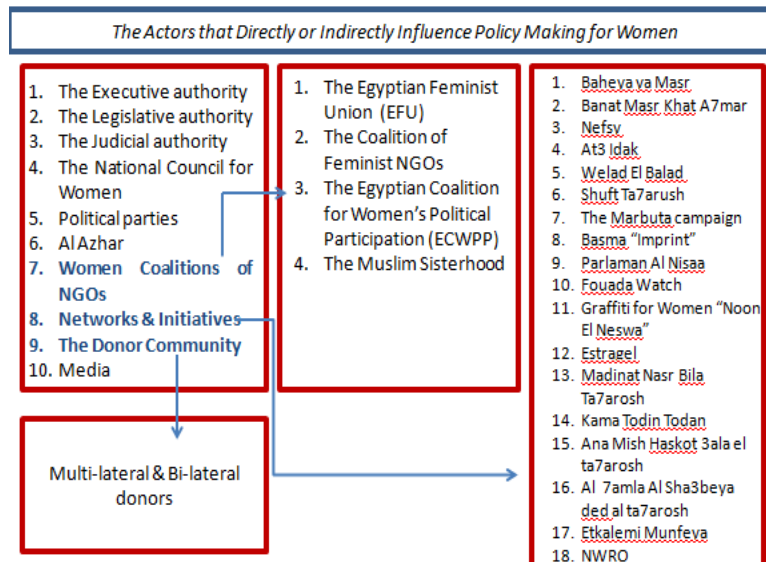 The Actors that Directly or Indirectly Influence Policy Making for Women
1. The Executive authority
2. The Legislative authority
3. The Judicial authority
4. The National Council for
Women
5. Political parties
6. Al Azhar
7. Women Coalitions of
NGOs
8. Networks & Initiatives
9. The Donor Community
10. Media
Multi-lateral & Bi-lateral
donors
1. The Egyptian Feminist
Union (EFU)
2. The Coalition of
Feminist NGOs
3. The Egyptian Coalition
for Women's Political
Participation (ECWPP)
4. The Muslim Sisterhood
1. Baheya ya Masr
2. Banat Masr Khat A7mar
3. Nefsy
4. At3 Idak
5. Welad El Balad
6. Shuft Ta7arush
7. The Marbuta campaign
8. Basma “Imprint”
9. Parlaman Al Nisaa
10. Fouada Watch
11. Graffiti for Women “Noon
El Neswa”
12. Estragel
13. Madinat Nasr Bila
Ta7arosh
14. Kama Todin Todan
15. Ana Mish Haskot 3ala el
ta7arosh
16. Al 7amla Al Sha3beya
ded al ta7arosh
17. Etkalemi Munfeya
18. NWRO